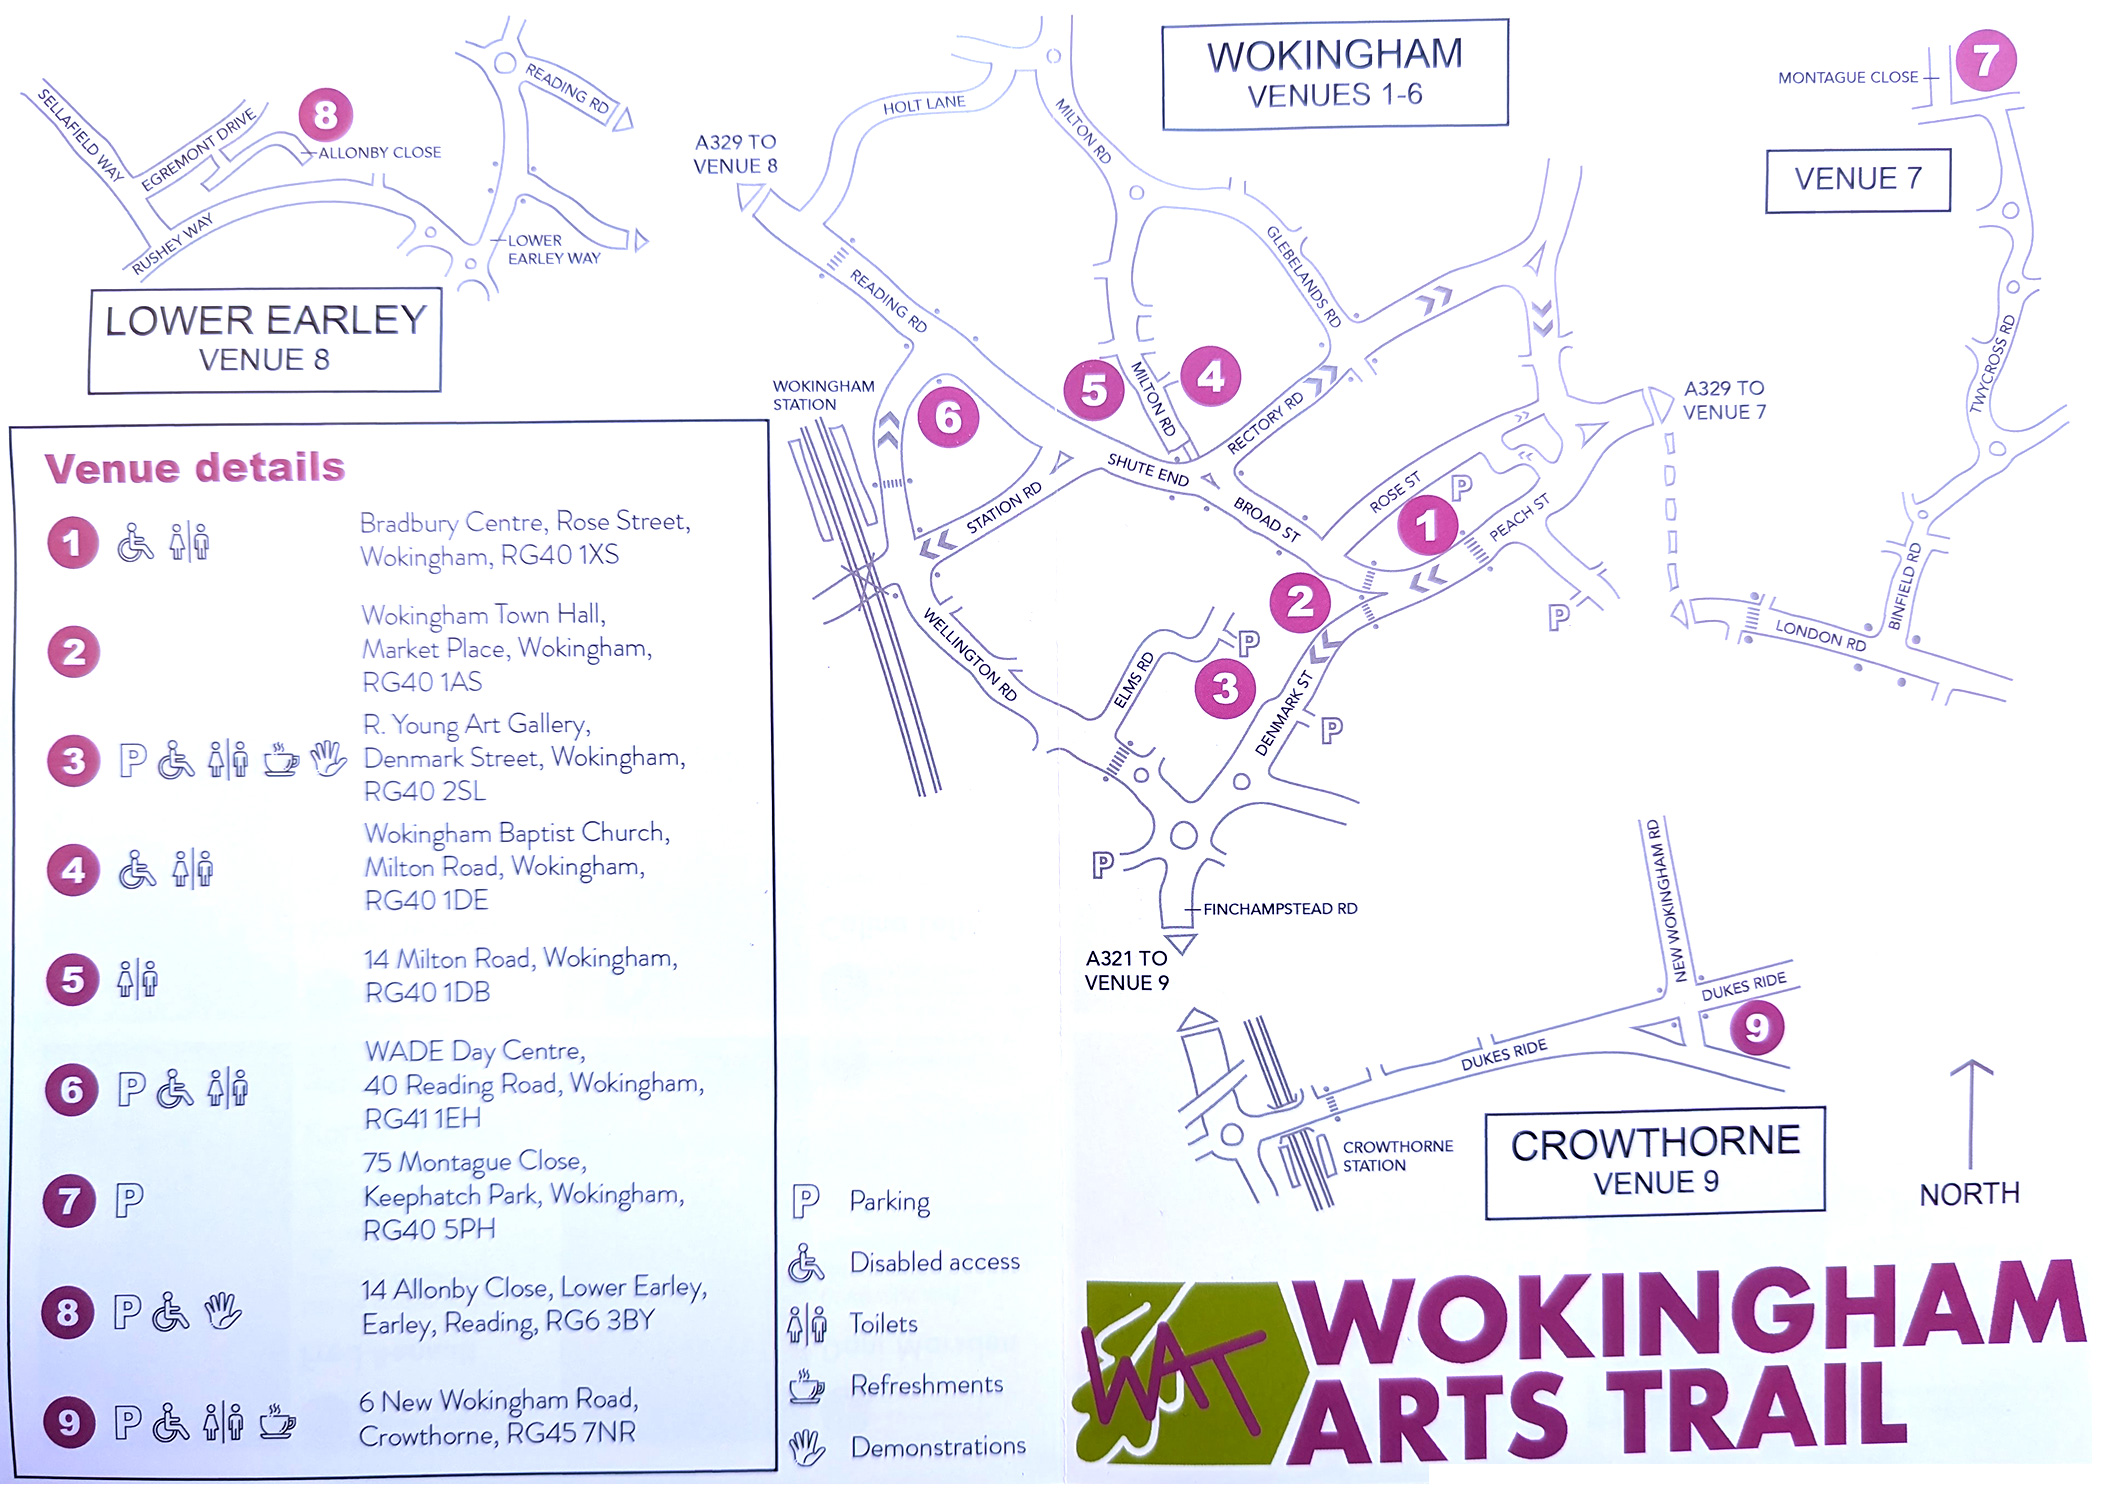 READING RD
8
SELLAFIELD WAY
EGREMONT DRIVE
ALLONBY CLOSE
RUSHEY WAY
LOWER
EARLEY WAY
LOWER EARLEY
VENUE 8
WOKINGHAM
VENUES 1-6
HOLT LANE
MILTON RD
A329 TO
VENUE 8
READING RD
GLEBELANDS RD
WOKINGHAM
STATION
6
5
4
MILTON RD
RECTORY RD
SHUTE END
STATION RD
BROAD ST
ROSE ST
P
1
PEACH ST
A329 TO
VENUE 7
2
P
WELLINGTON RD
ELMS RD
P
3
DENMARK ST
P
P
FINCHAMPSTEAD RD
A321 TO
VENUE 9
7
MONTAGUE CLOSE
VENUE 7
TWYCROSS RD
BINFIELD RD
LONDON RD
NEW WOKINGHAM RD
DUKES RIDE
9
DUKES RIDE
CROWTHORNE
STATION
CROWTHORNE
VENUE 9
NORTH
Venue details
1 Bradbury Centre, Rose Street,
Wokingham, RG40 1XS
2 Wokingham Town Hall,
Market Place, Wokingham,
RG40 1AS
3 P R. Young Art Gallery,
Denmark Street, Wokingham,
RG40 2SL
4 Wokingham Baptist Church,
Milton Road, Wokingham,
RG40 1DE
5 14 Milton Road, Wokingham,
RG40 1DB
6 P WADE Day Centre,
40 Reading Road, Wokingham,
RG41 1EH
7 P 75 Montague Close,
Keephatch Park, Wokingham,
RG40 5PH
8 P 14 Allonby Close, Lower Earley,
Earley, Reading, RG6 3BY
9 P 6 New Wokingham Road,
Crowthorne, RG45 7NR
P Parking
Disabled access
Toilets
Refreshments
Demonstrations
WAT
WOKINGHAM
ARTS TRAIL